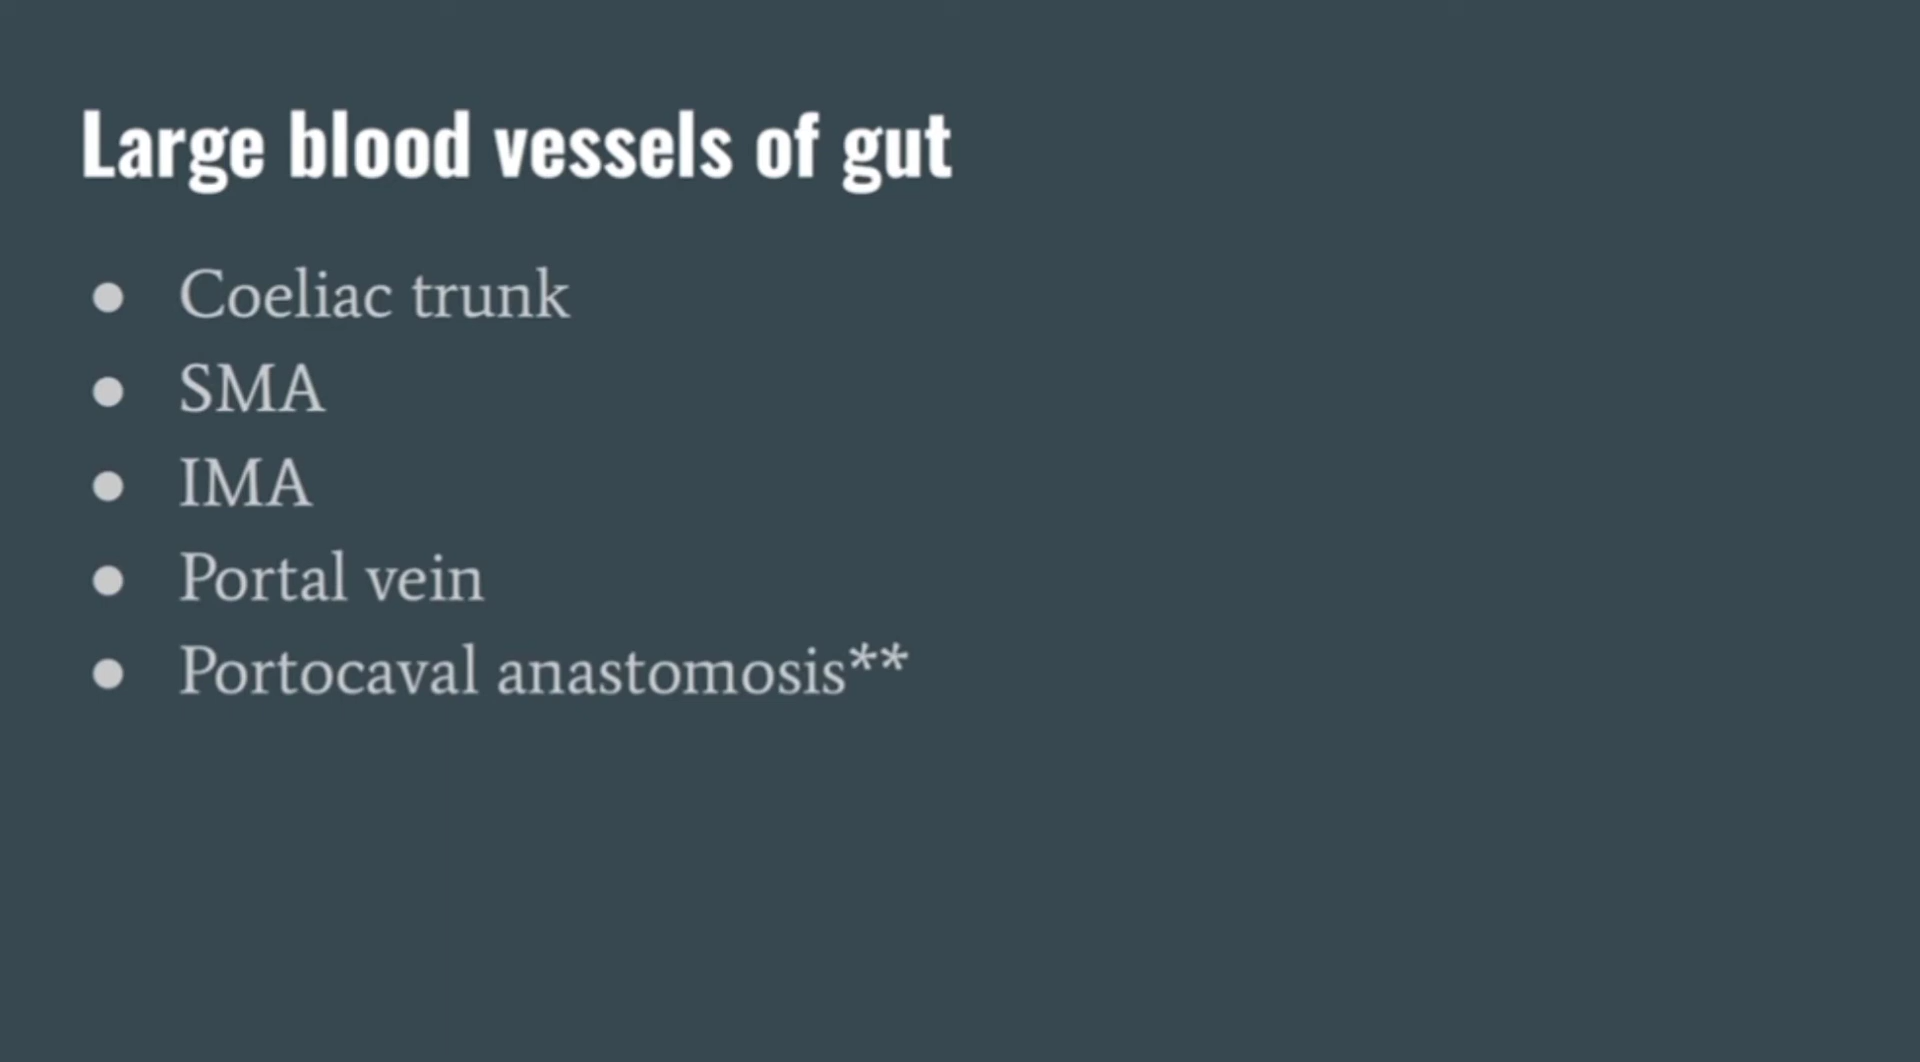 Large blood vessels of gut
● Coeliac trunk
● SMA
● IMA
● Portal vein
● Portocaval anastomosis**